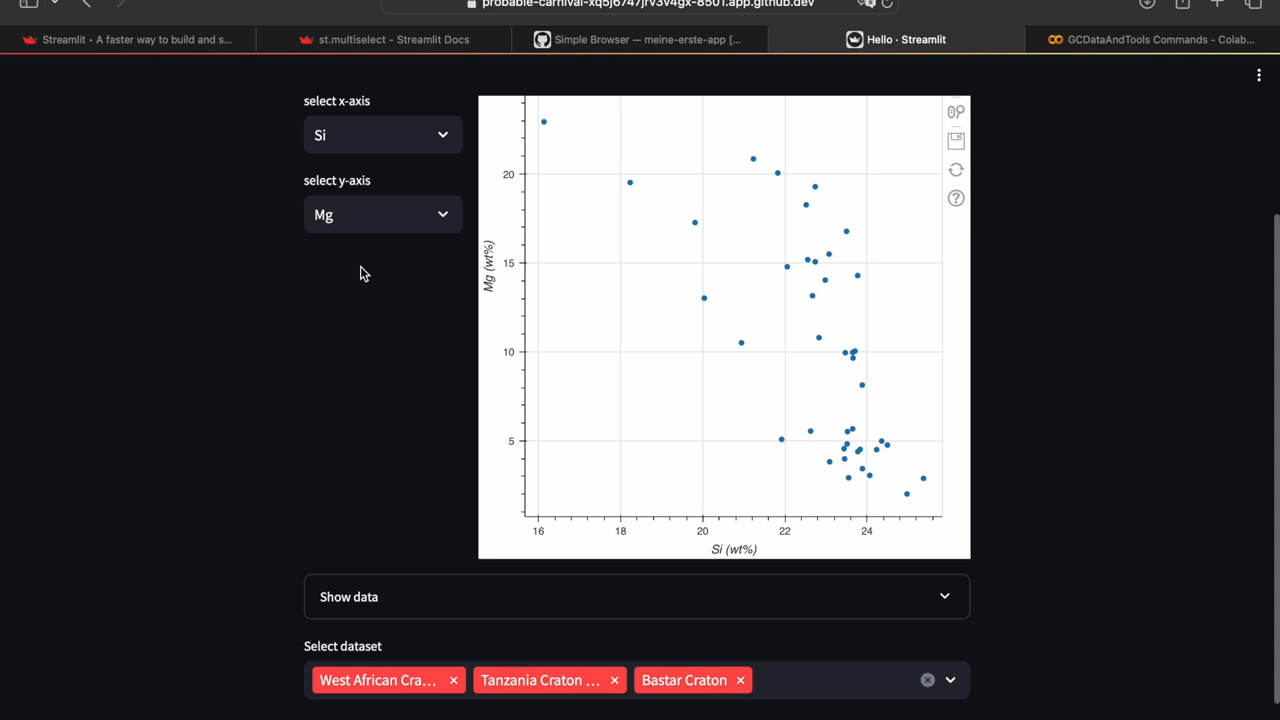 probable-carnival-xq5j6747jrv3v4gx-8501.app.github.dev
Streamlit • A faster way to build and s...
st.multiselect - Streamlit Docs
Simple Browser — meine-erste-app [...
Hello · Streamlit
GCDataAndTools Commands - Colab...
select x-axis
Si
select y-axis
Mg
20
15
10
5
Mg (wt%)
16 18 20 22 24
Si (wt%)
Show data
Select dataset
West African Cra... × Tanzania Craton ... × Bastar Craton ×